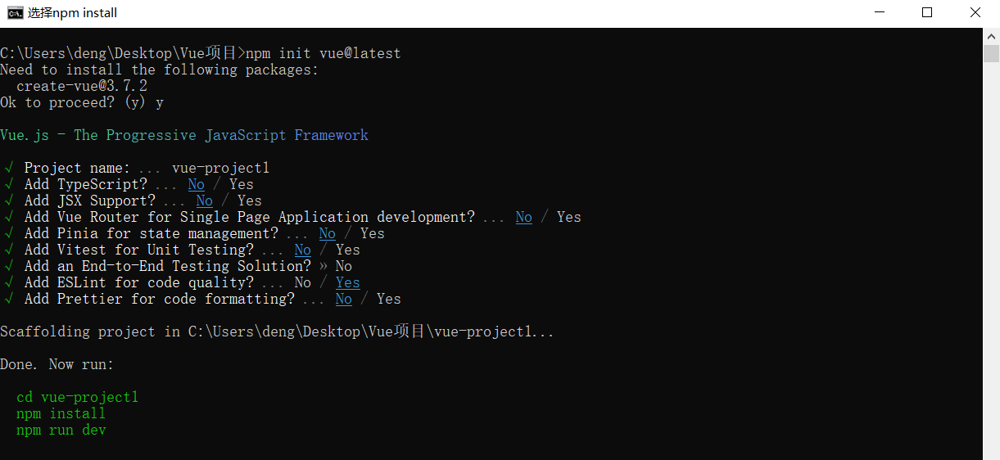 选择npm install
C:\Users\deng\Desktop\Vue项目>npm init vue@latest
Need to install the following packages:
  create-vue@3.7.2
Ok to proceed? (y) y
Vue.js - The Progressive JavaScript Framework
√ Project name: ... vue-project1
√ Add TypeScript? ... No / Yes
√ Add JSX Support? ... No / Yes
√ Add Vue Router for Single Page Application development? ... No / Yes
√ Add Pinia for state management? ... No / Yes
√ Add Vitest for Unit Testing? ... No / Yes
√ Add an End-to-End Testing Solution? » No
√ Add ESLint for code quality? ... No / Yes
√ Add Prettier for code formatting? ... No / Yes
Scaffolding project in C:\Users\deng\Desktop\Vue项目\vue-project1...
Done. Now run:
  cd vue-project1
  npm install
  npm run dev